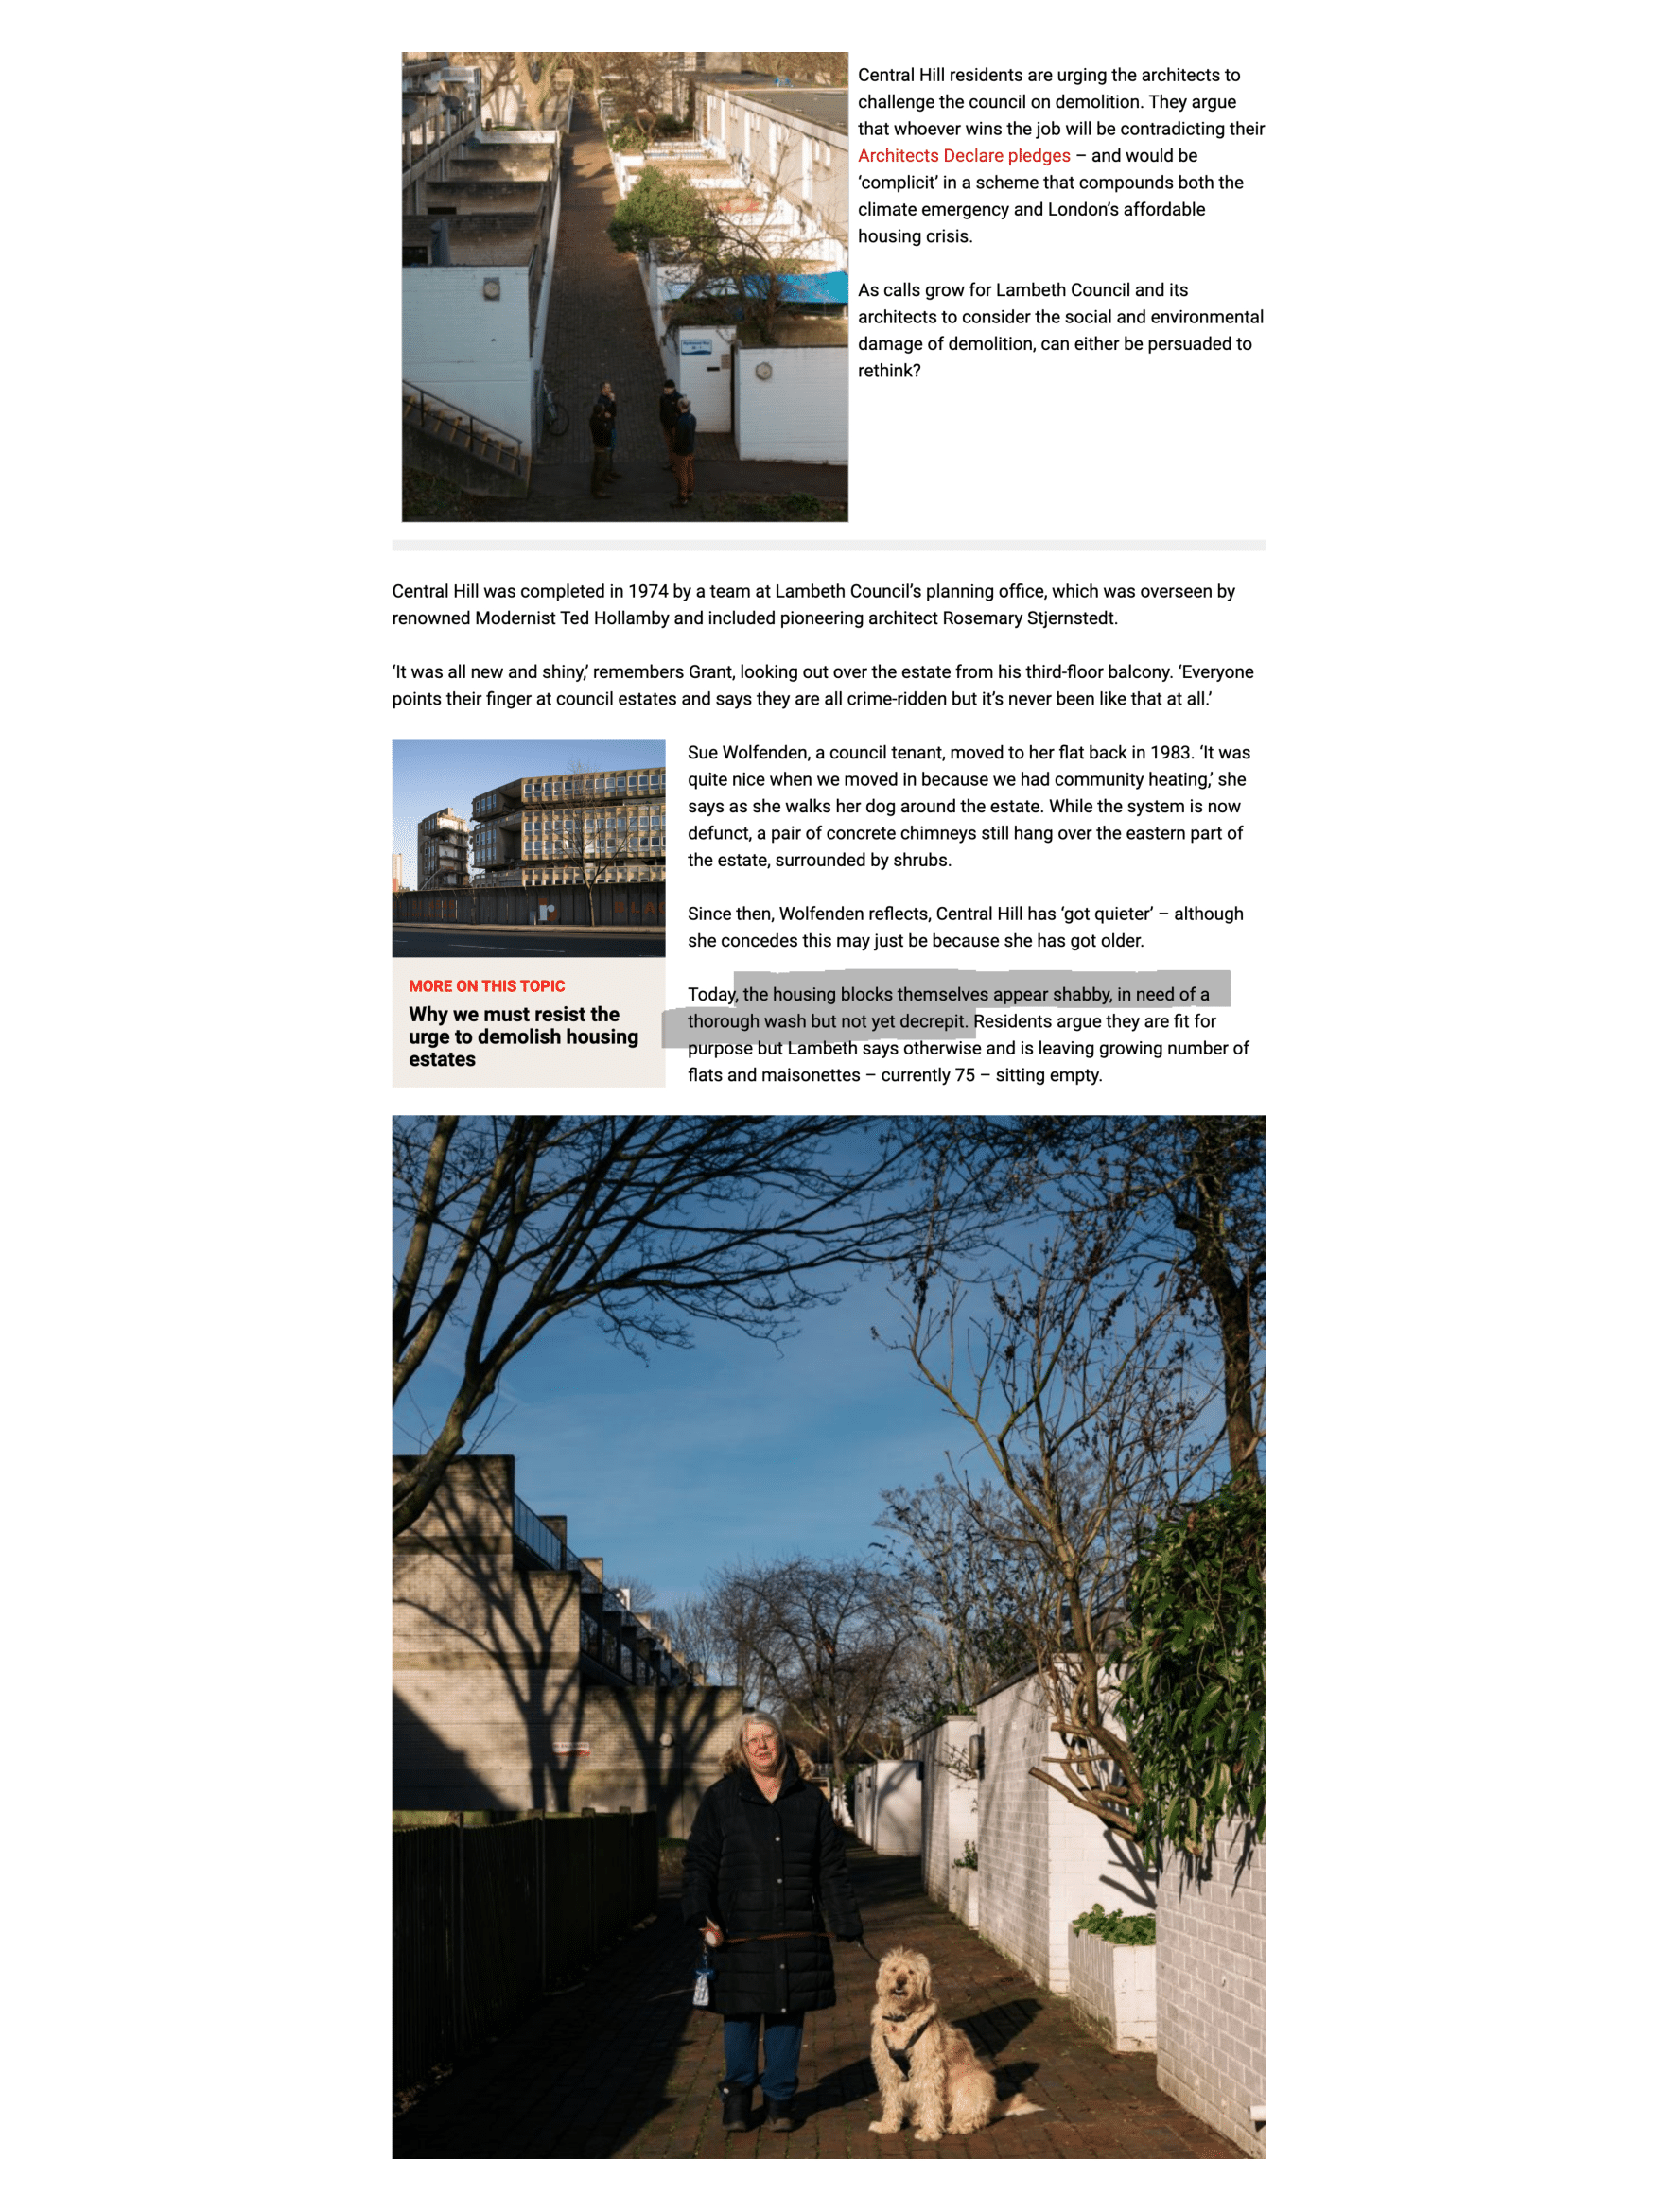 Central Hill residents are urging the architects to
challenge the council on demolition. They argue
that whoever wins the job will be contradicting their
Architects Declare pledges – and would be
‘complicit’ in a scheme that compounds both the
climate emergency and London’s affordable
housing crisis.
As calls grow for Lambeth Council and its
architects to consider the social and environmental
damage of demolition, can either be persuaded to
rethink?
Central Hill was completed in 1974 by a team at Lambeth Council’s planning office, which was overseen by
renowned Modernist Ted Hollamby and included pioneering architect Rosemary Stjernstedt.
‘It was all new and shiny,’ remembers Grant, looking out over the estate from his third-floor balcony. ‘Everyone
points their finger at council estates and says they are all crime-ridden but it’s never been like that at all.’
Sue Wolfenden, a council tenant, moved to her flat back in 1983. ‘It was
quite nice when we moved in because we had community heating,’ she
says as she walks her dog around the estate. While the system is now
defunct, a pair of concrete chimneys still hang over the eastern part of
the estate, surrounded by shrubs.
Since then, Wolfenden reflects, Central Hill has ‘got quieter’ – although
she concedes this may just be because she has got older.
Today, the housing blocks themselves appear shabby, in need of a
thorough wash but not yet decrepit. Residents argue they are fit for
purpose but Lambeth says otherwise and is leaving growing number of
flats and maisonettes – currently 75 – sitting empty.
MORE ON THIS TOPIC
Why we must resist the
urge to demolish housing
estates